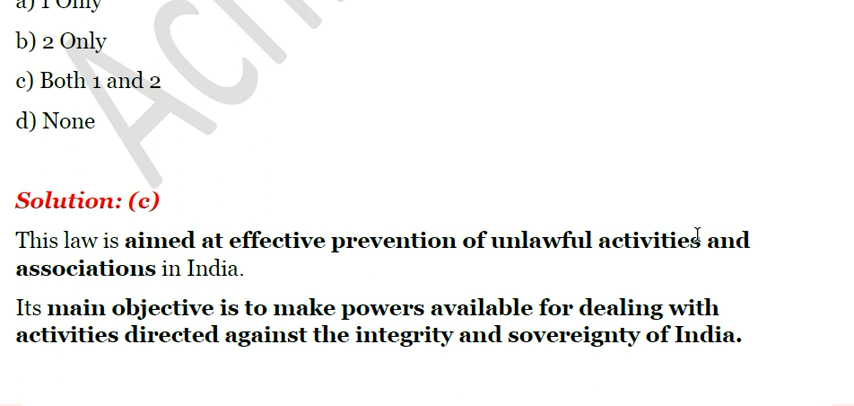 a) 1 Only
b) 2 Only
c) Both 1 and 2
d) None
Solution: (c)
This law is aimed at effective prevention of unlawful activities and
associations in India.
Its main objective is to make powers available for dealing with
activities directed against the integrity and sovereignty of India.